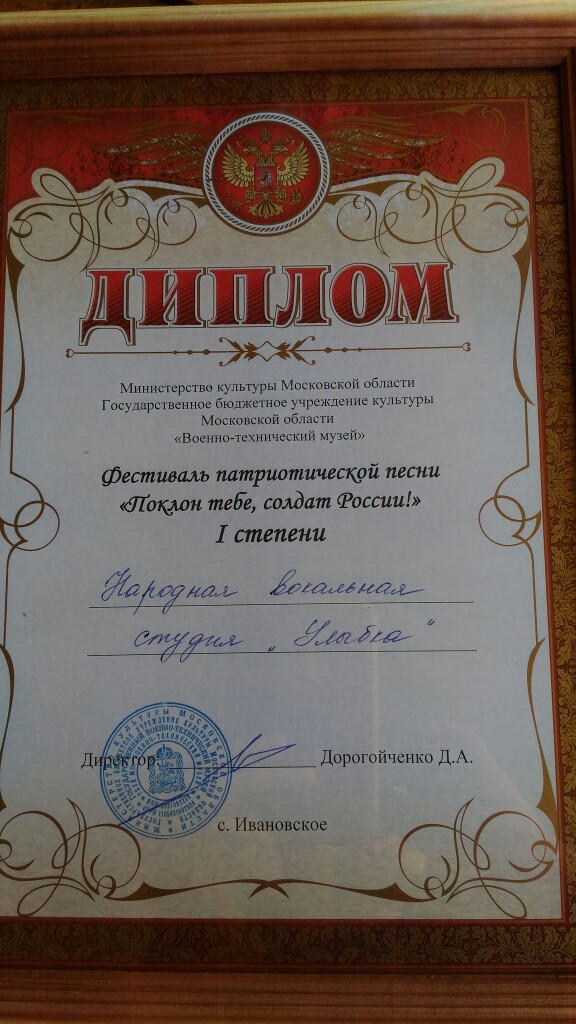 ДИПЛОМ
Министерство культуры Московской области
Государственное бюджетное учреждение культуры
Московской области
«Военно-технический музей»
Фестиваль патриотической песни
«Поклон тебе, солдат России!»
I степени
Народная вокальная
студия „Улыбка"
Директор: Дорогойченко Д.А.
с. Ивановское